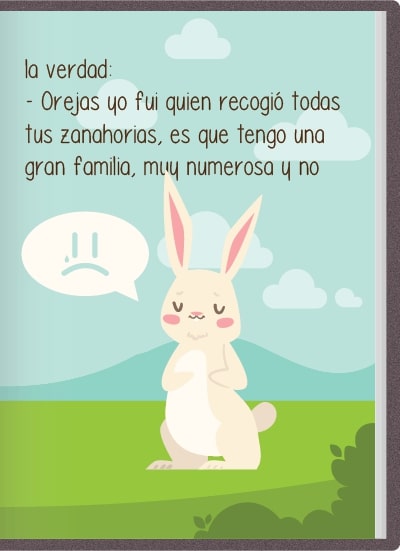 la verdad:
- Orejas yo fui quien recogió todas
tus zanahorias, es que tengo una
gran familia, muy numerosa y no